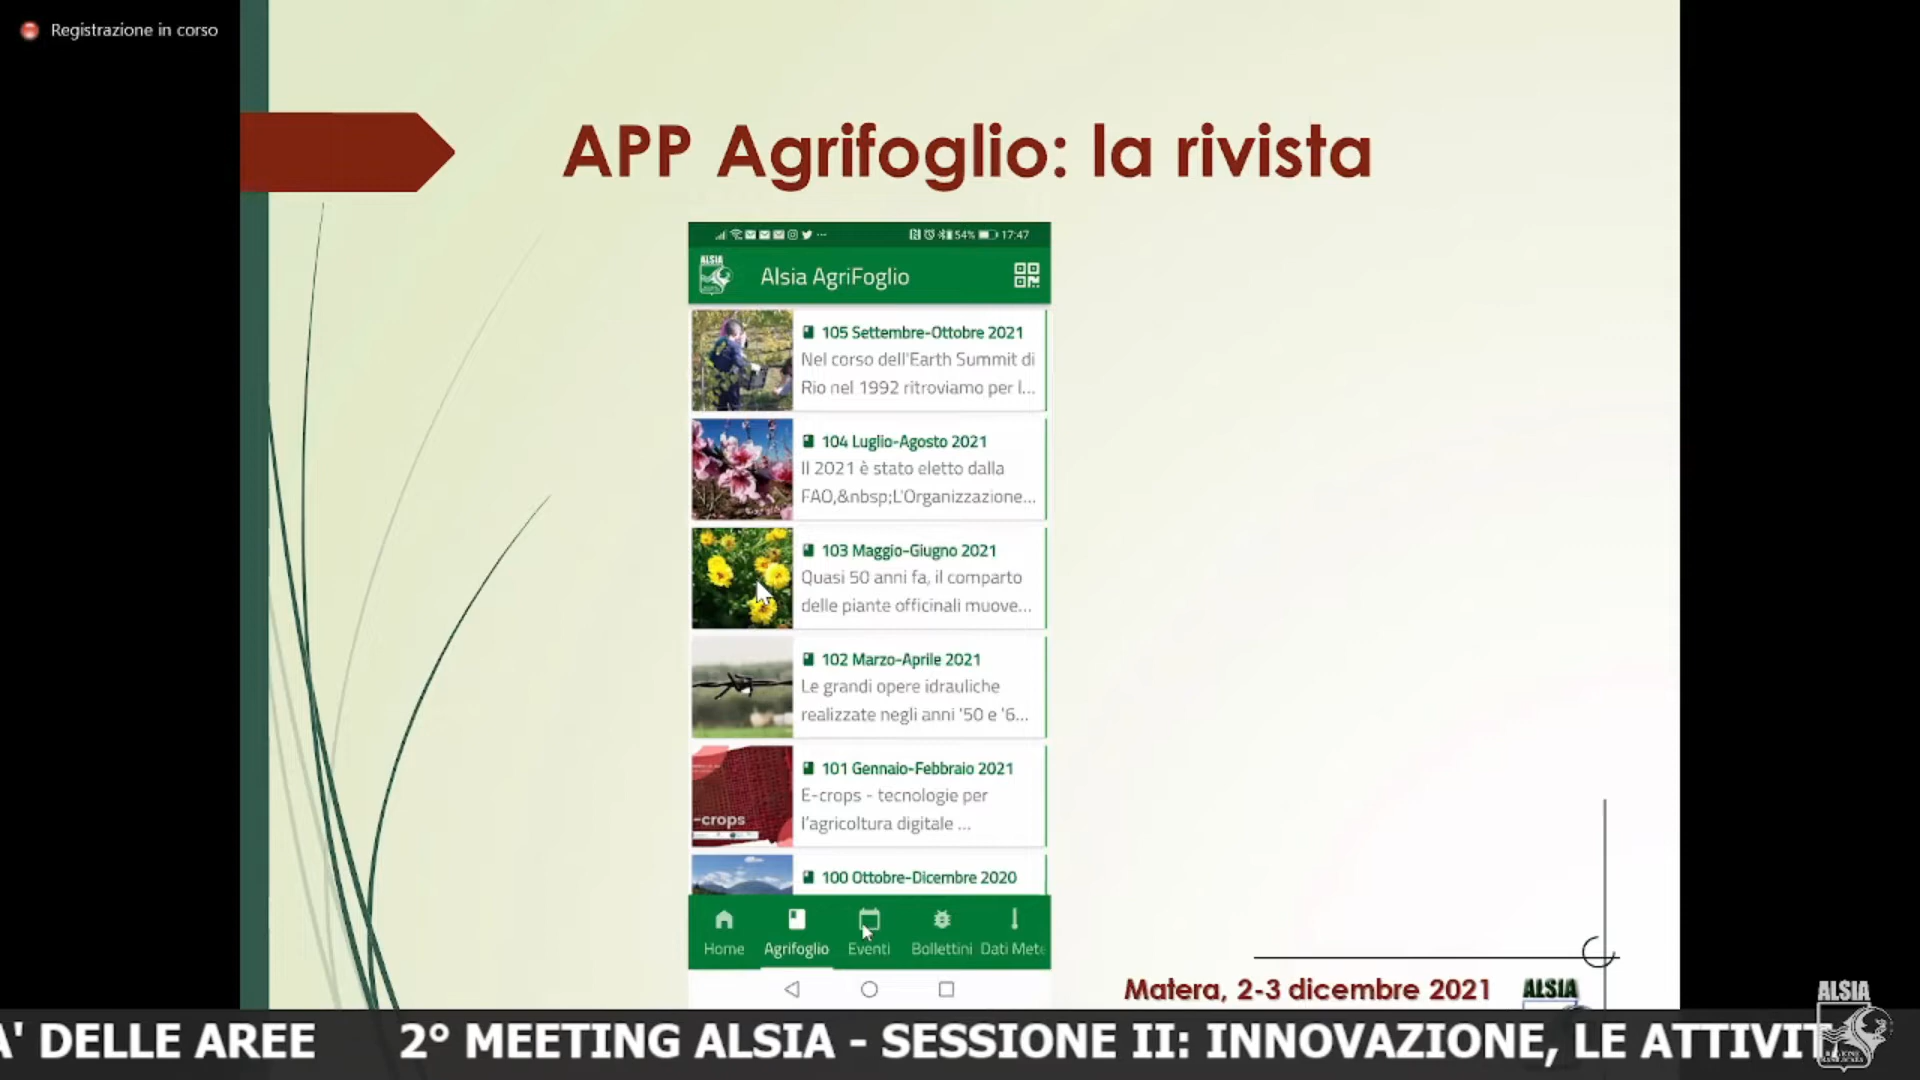 Registrazione in corso
APP Agrifoglio: la rivista
54% 17:47
ALSIA
Alsia AgriFoglio
105 Settembre-Ottobre 2021
Nel corso dell'Earth Summit di
Rio nel 1992 ritroviamo per l...
104 Luglio-Agosto 2021
Il 2021 è stato eletto dalla
FAO,&nbsp;L'Organizzazione...
103 Maggio-Giugno 2021
Quasi 50 anni fa, il comparto
delle piante officinali muove...
102 Marzo-Aprile 2021
Le grandi opere idrauliche
realizzate negli anni '50 e '6...
101 Gennaio-Febbraio 2021
E-crops - tecnologie per
l'agricoltura digitale ...
-crops
100 Ottobre-Dicembre 2020
Home Agrifoglio Eventi Bollettini Dati Mete
Matera, 2-3 dicembre 2021
ALSIA
ALSIA
A' DELLE AREE 2° MEETING ALSIA - SESSIONE II: INNOVAZIONE, LE ATTIVIT